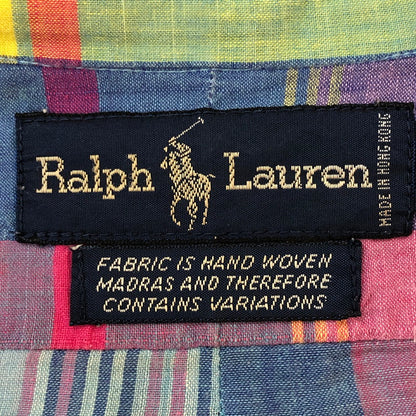 Ralph Lauren
MADE IN HONG KONG
FABRIC IS HAND WOVEN
MADRAS AND THEREFORE
CONTAINS VARIATIONS